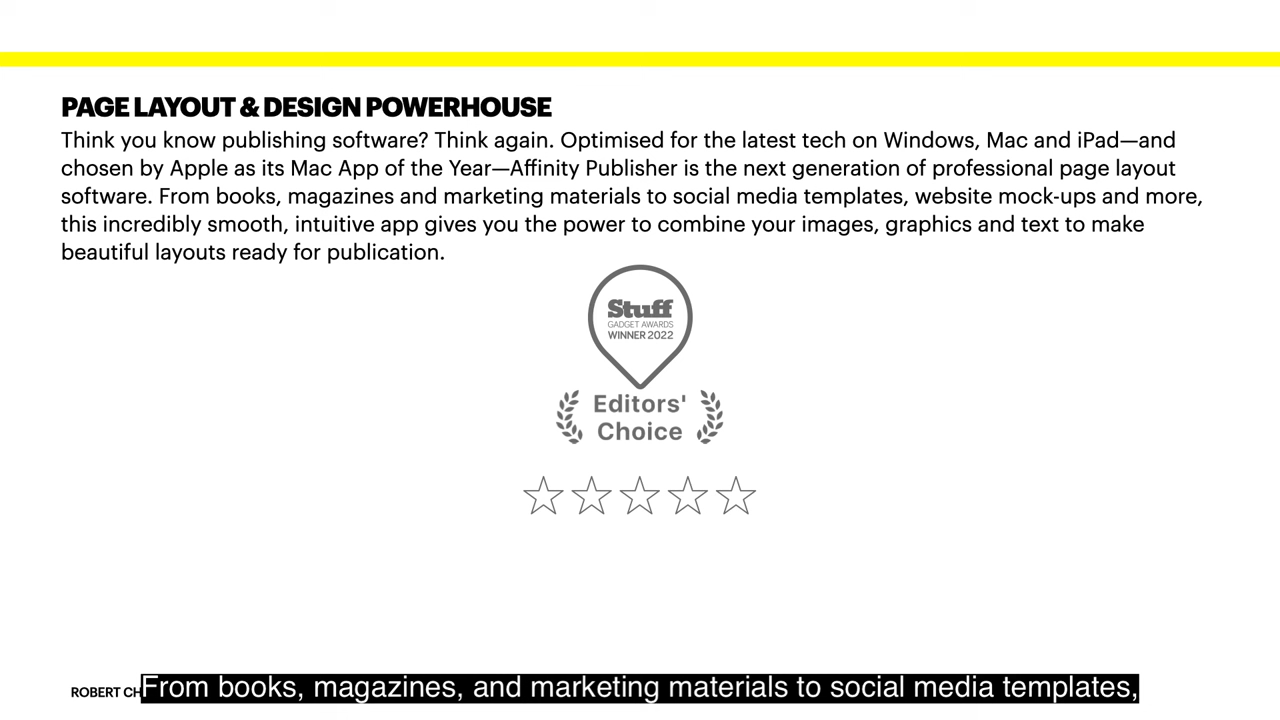 PAGE LAYOUT & DESIGN POWERHOUSE
Think you know publishing software? Think again. Optimised for the latest tech on Windows, Mac and iPad—and
chosen by Apple as its Mac App of the Year—Affinity Publisher is the next generation of professional page layout
software. From books, magazines and marketing materials to social media templates, website mock-ups and more,
this incredibly smooth, intuitive app gives you the power to combine your images, graphics and text to make
beautiful layouts ready for publication.
Stuff
GADGET AWARDS
WINNER 2022
Editors'
Choice
ROBERT
From books, magazines, and marketing materials to social media templates,